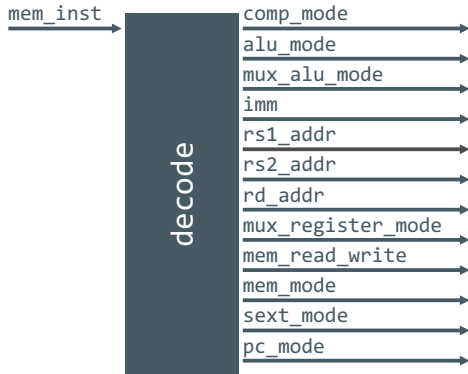 mem_inst
decode
comp_mode
alu_mode
mux_alu_mode
imm
rs1_addr
rs2_addr
rd_addr
mux_register_mode
mem_read_write
mem_mode
sext_mode
pc_mode